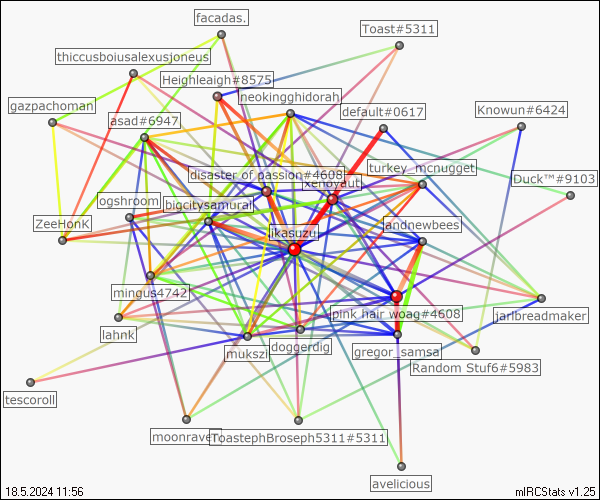 facadas.
Toast#5311
thiccusboiusalexusjoneus
Heighleigh#8575
neokingghidorah
gazpachoman
default#0617
Knowun#6424
asad#6947
turkey_mcnugget
disaster of passion#4608
Duck™#9103
xenoyaut
ogshroom
bigcitysamurai
ZeeHonk
ikasuzu
landnewbees
mingus4742
pink hair woag#4608
jarlbreadmaker
lahnk
doggerdig
mukszi
gregor_samsa
Random Stuf6#5983
tescoroll
moonrave
ToastephBroseph5311#5311
avelicious
18.5.2024 11:56
mIRCStats v1.25